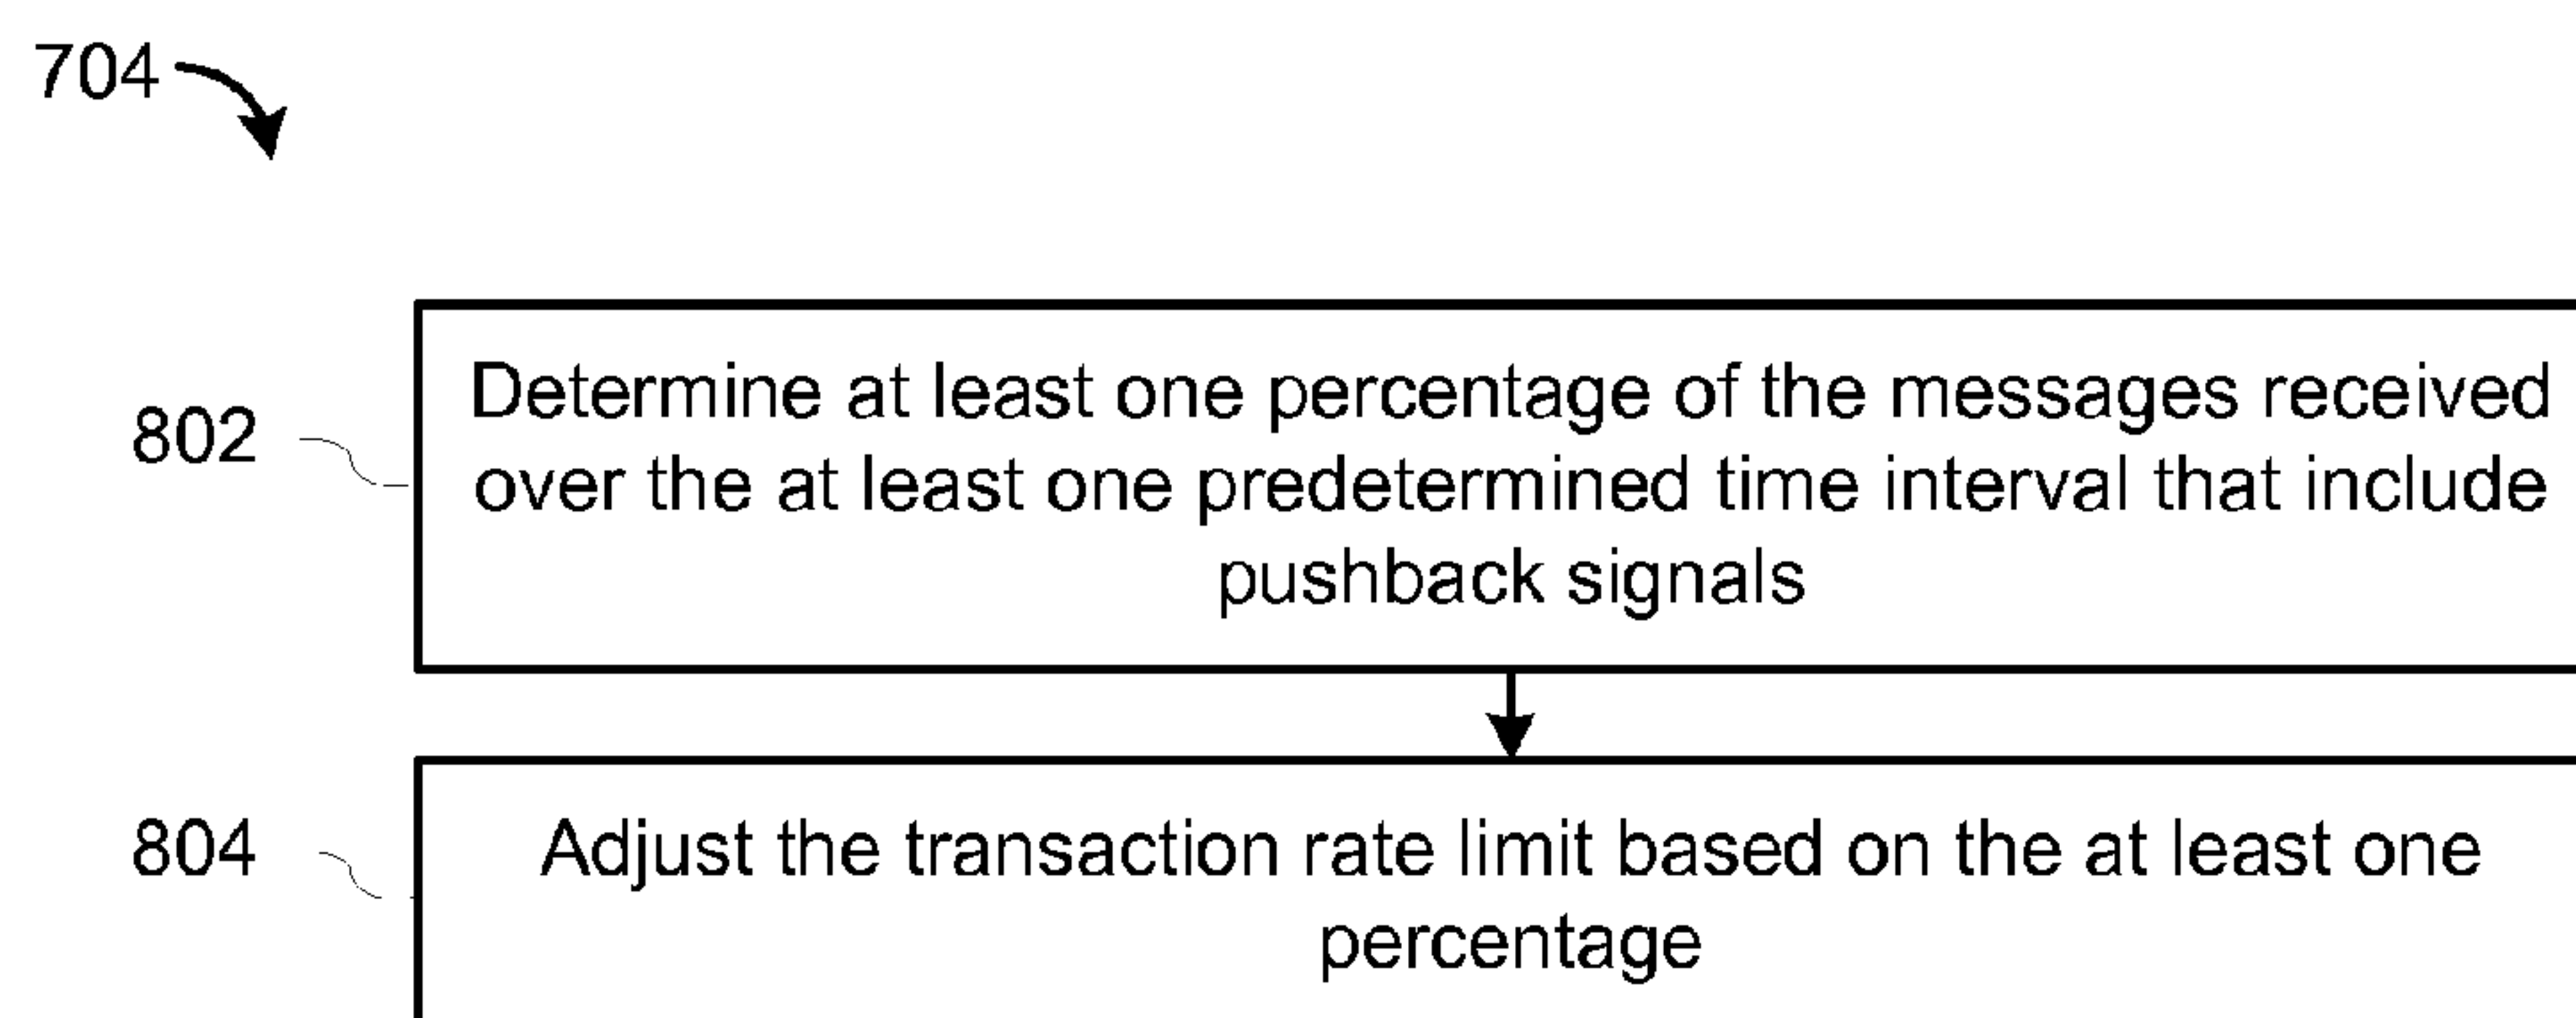 704
802
Determine at least one percentage of the messages received
over the at least one predetermined time interval that include
pushback signals
804
Adjust the transaction rate limit based on the at least one
percentage